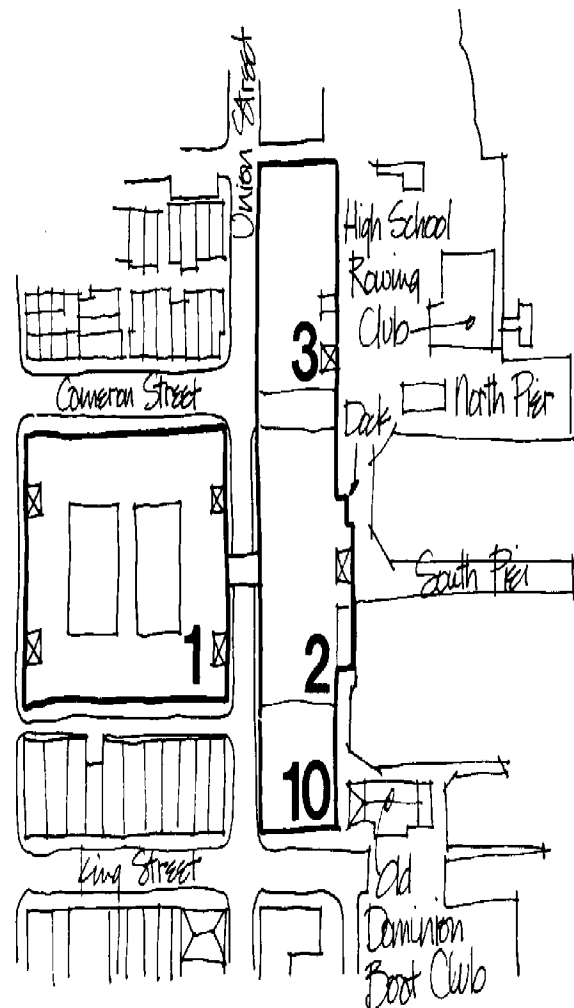 Union Street
High School
Rowing
Club
3
Cameron Street
North Pier
Dock
South Pier
1
2
10
King Street
Old
Dominion
Boat Club